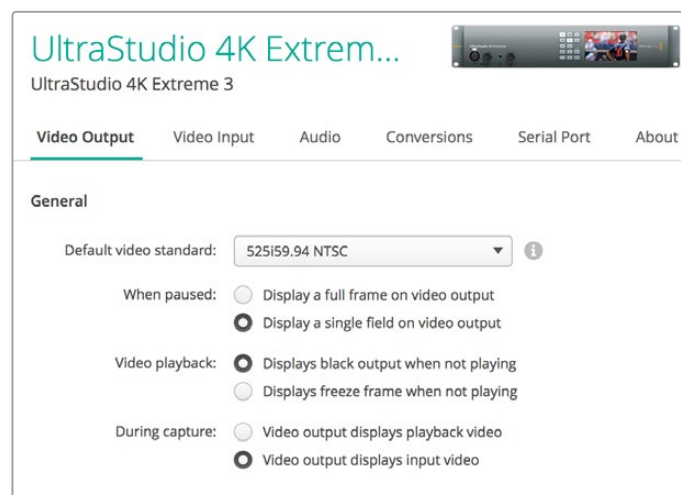 UltraStudio 4K Extrem...
UltraStudio 4K Extreme 3
Video Output Video Input Audio Conversions Serial Port About
General
Default video standard: 525i59.94 NTSC
When paused: Display a full frame on video output
Display a single field on video output
Video playback: Displays black output when not playing
Displays freeze frame when not playing
During capture: Video output displays playback video
Video output displays input video